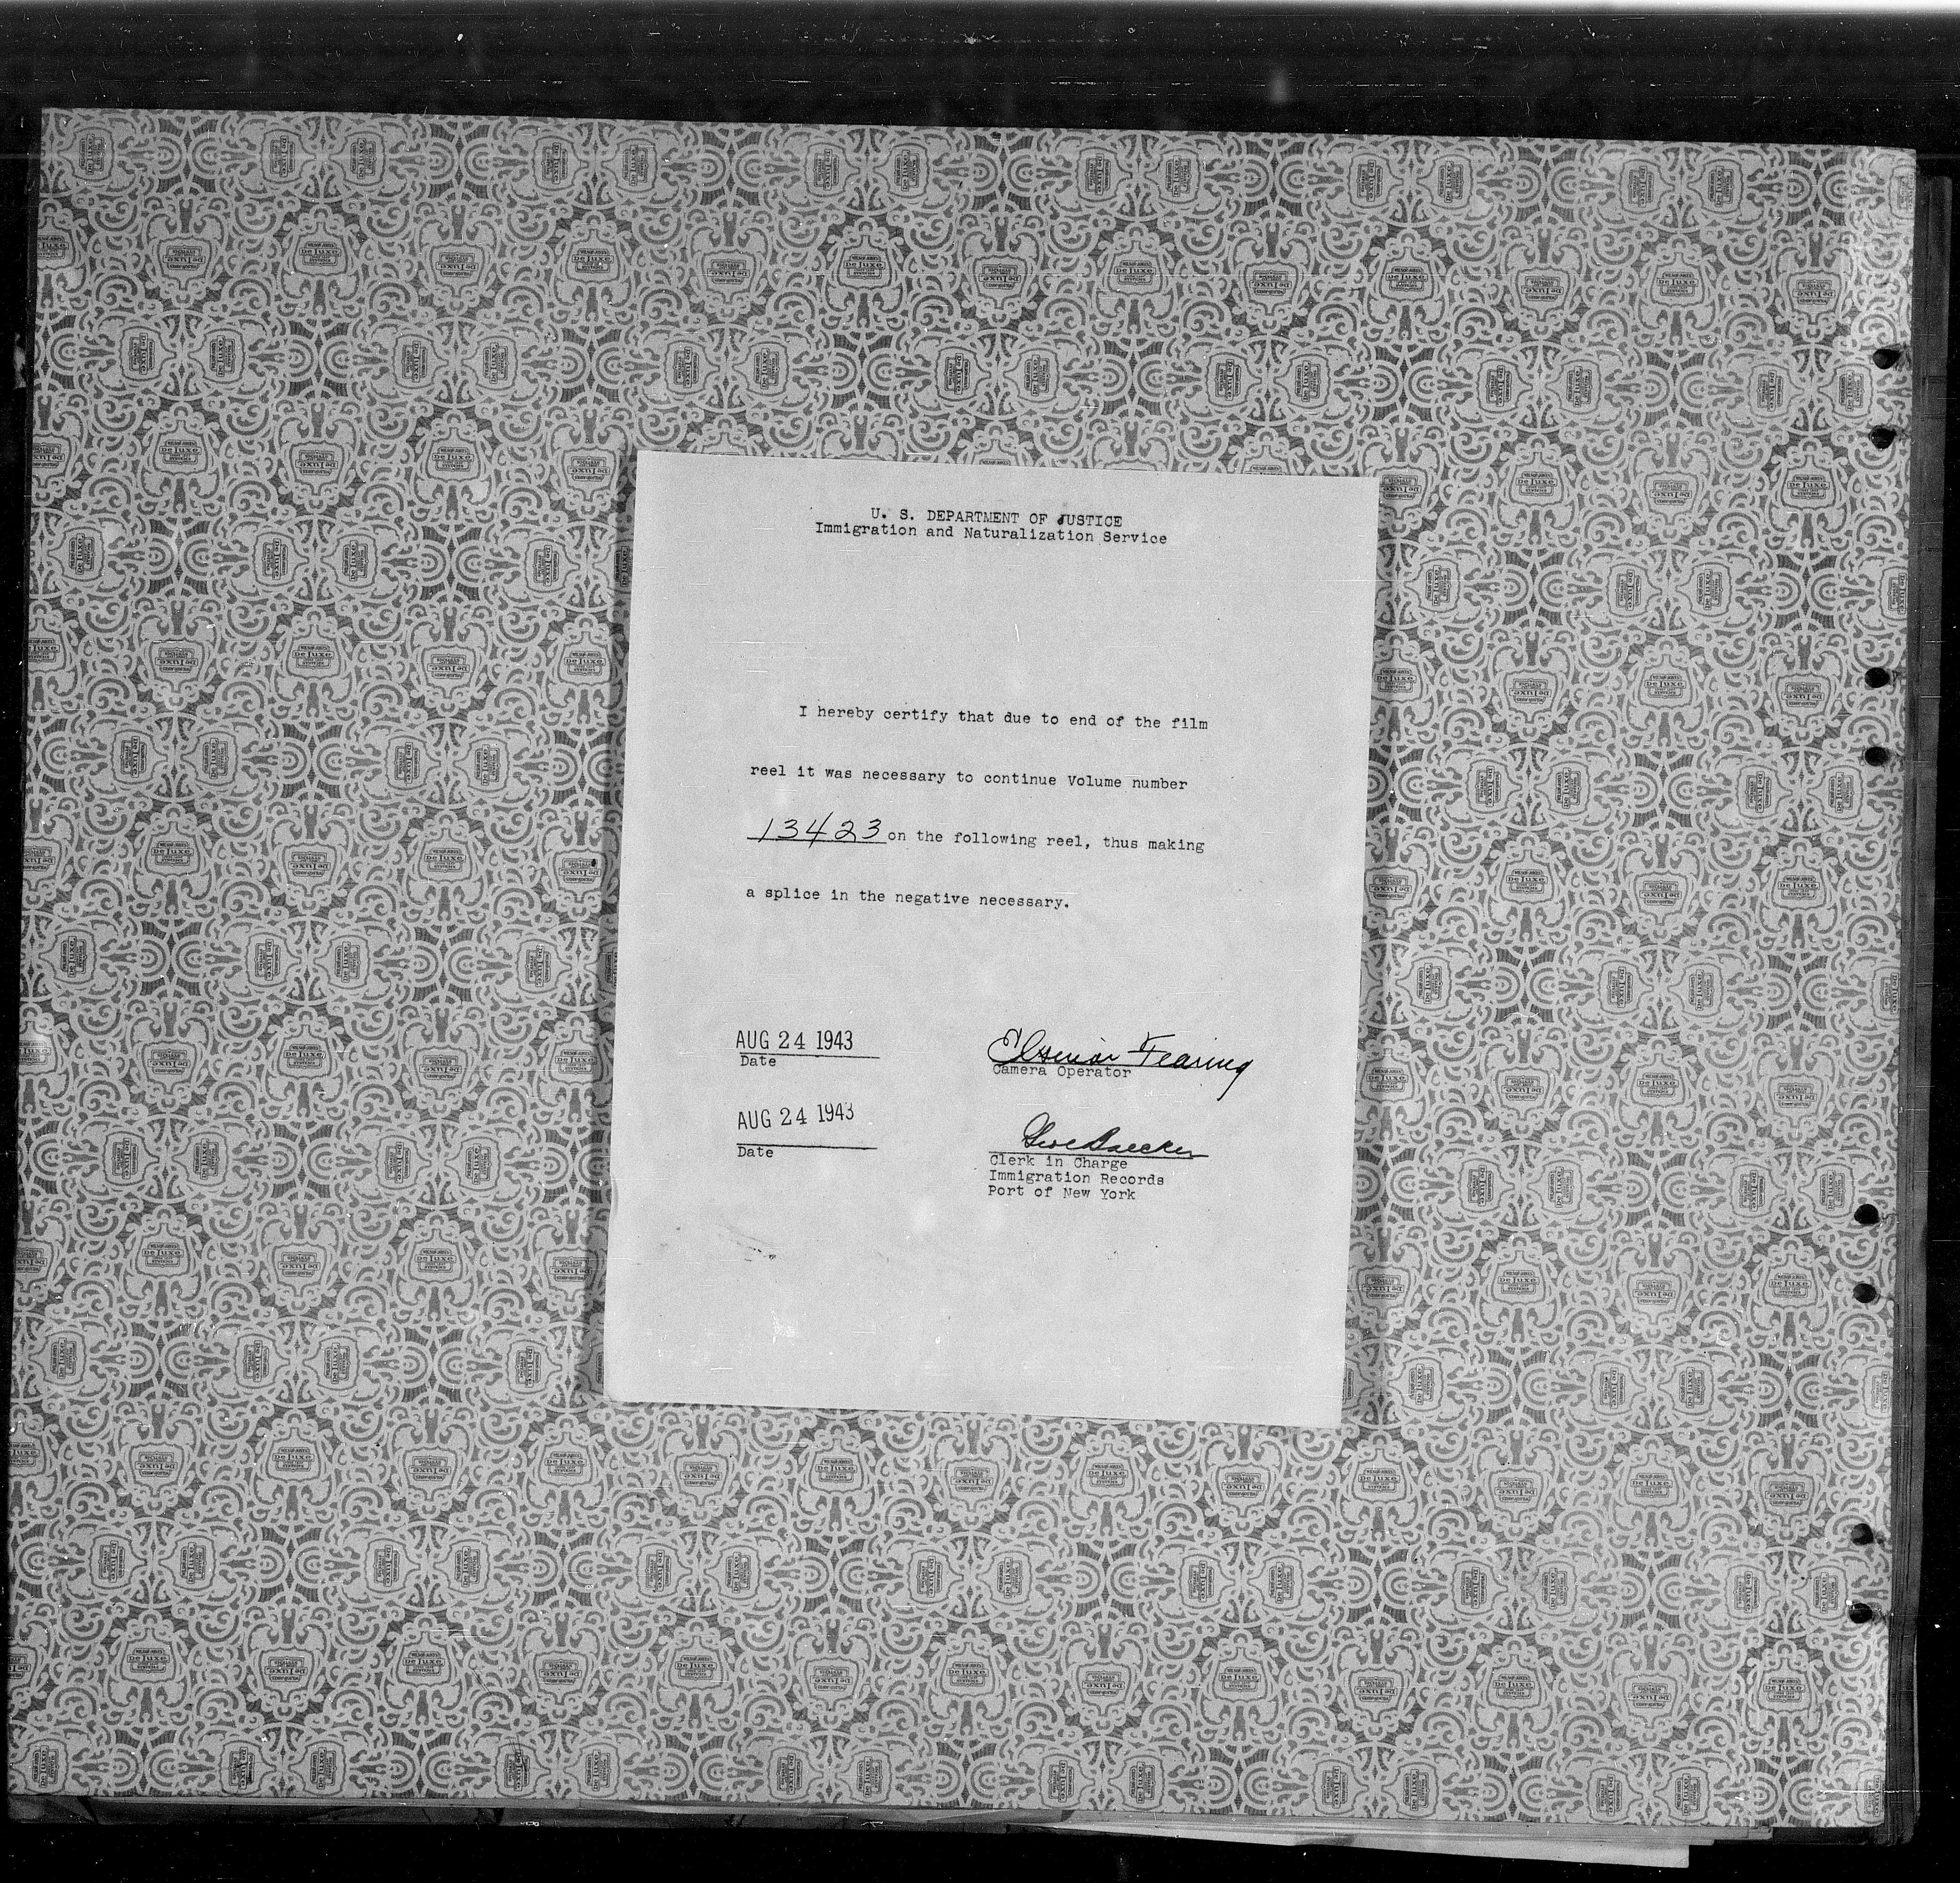 U. S. DEPARTMENT OF JUSTICE
Immigration and Naturalization Service
I hereby certify that due to end of the film
reel it was necessary to continue Volume number
13423 on the following reel, thus making
a splice in the negative necessary.
AUG 24 1943
Date
Fearing
Camera Operator
AUG 24 1943
Date
Clerk in Charge
Immigration Records
Port of New York